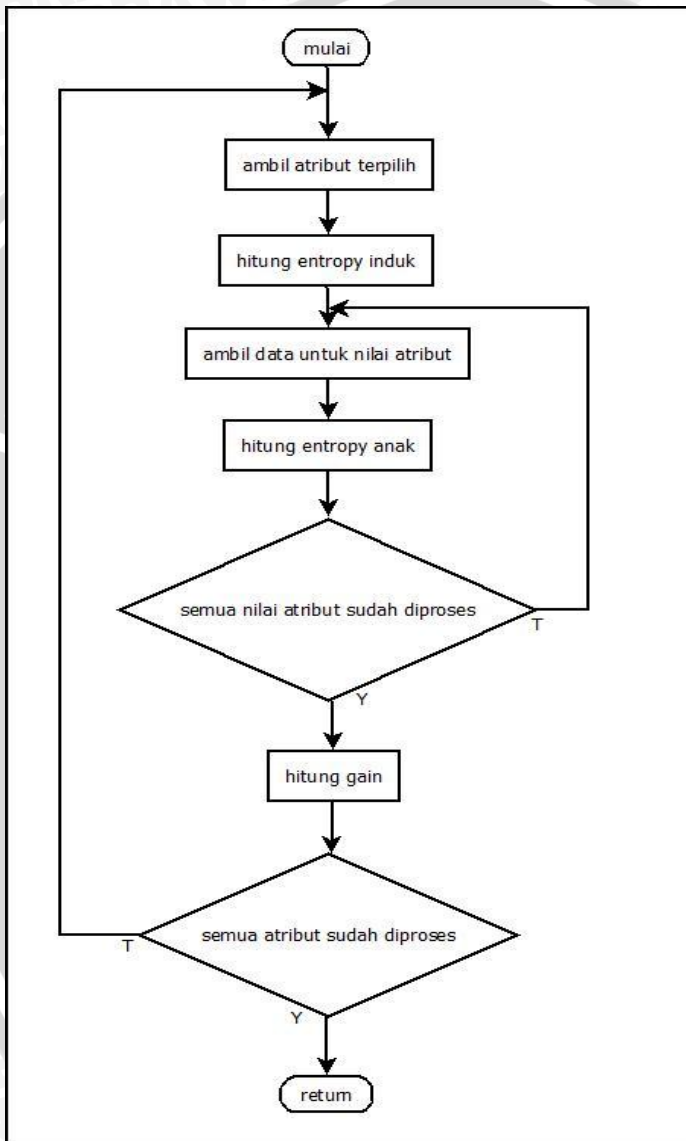 mulai
ambil atribut terpilih
hitung entropy induk
ambil data untuk nilai atribut
hitung entropy anak
semua nilai atribut sudah diproses
T
Y
hitung gain
semua atribut sudah diproses
T
Y
return